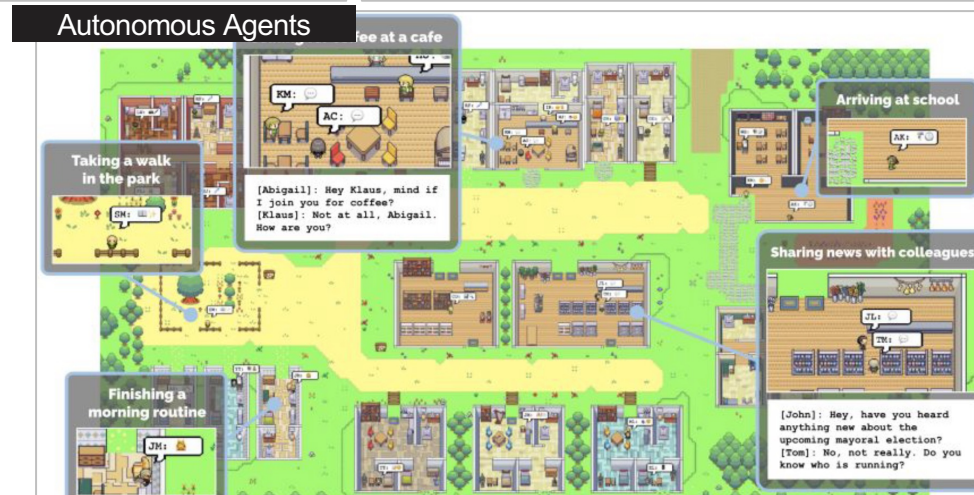 Autonomous Agents
fee at a cafe
KM:
AC:
[Abigail]: Hey Klaus, mind if
I join you for coffee?
[Klaus]: Not at all, Abigail.
How are you?
Taking a walk
in the park
SM:
Arriving at school
AK:
Sharing news with colleagues
JL:
TM:
[John]: Hey, have you heard
anything new about the
upcoming mayoral election?
[Tom]: No, not really. Do you
know who is running?
Finishing a
morning routine
JM: